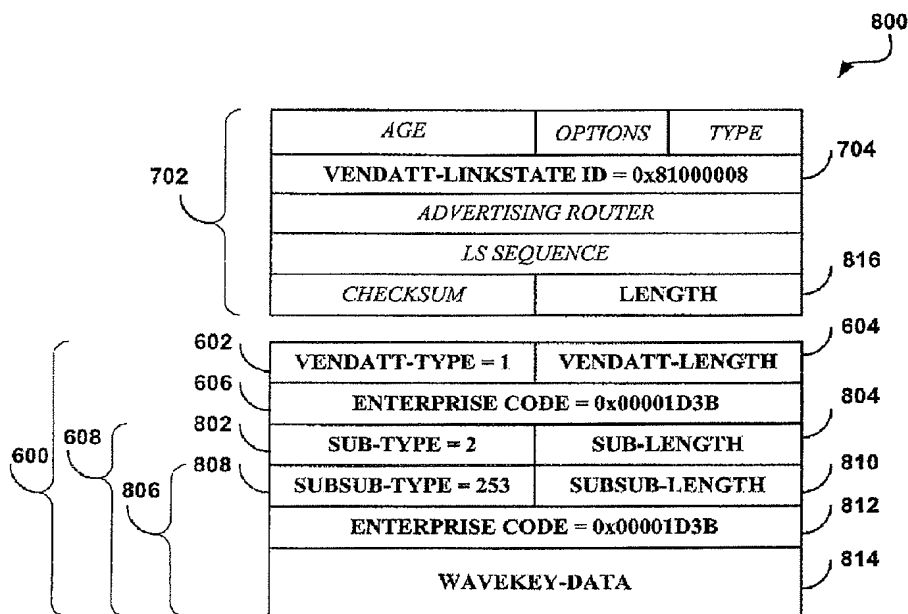 800
AGE OPTIONS TYPE
704
702
VENDATT-LINKSTATE ID = 0x81000008
ADVERTISING ROUTER
LS SEQUENCE
816
CHECKSUM LENGTH
604
602
VENDATT-TYPE = 1 VENDATT-LENGTH
606
ENTERPRISE CODE = 0x00001D3B
804
802
SUB-TYPE = 2 SUB-LENGTH
600 608 808 810
806
SUBSUB-TYPE = 253 SUBSUB-LENGTH
812
ENTERPRISE CODE = 0x00001D3B
814
WAVEKEY-DATA